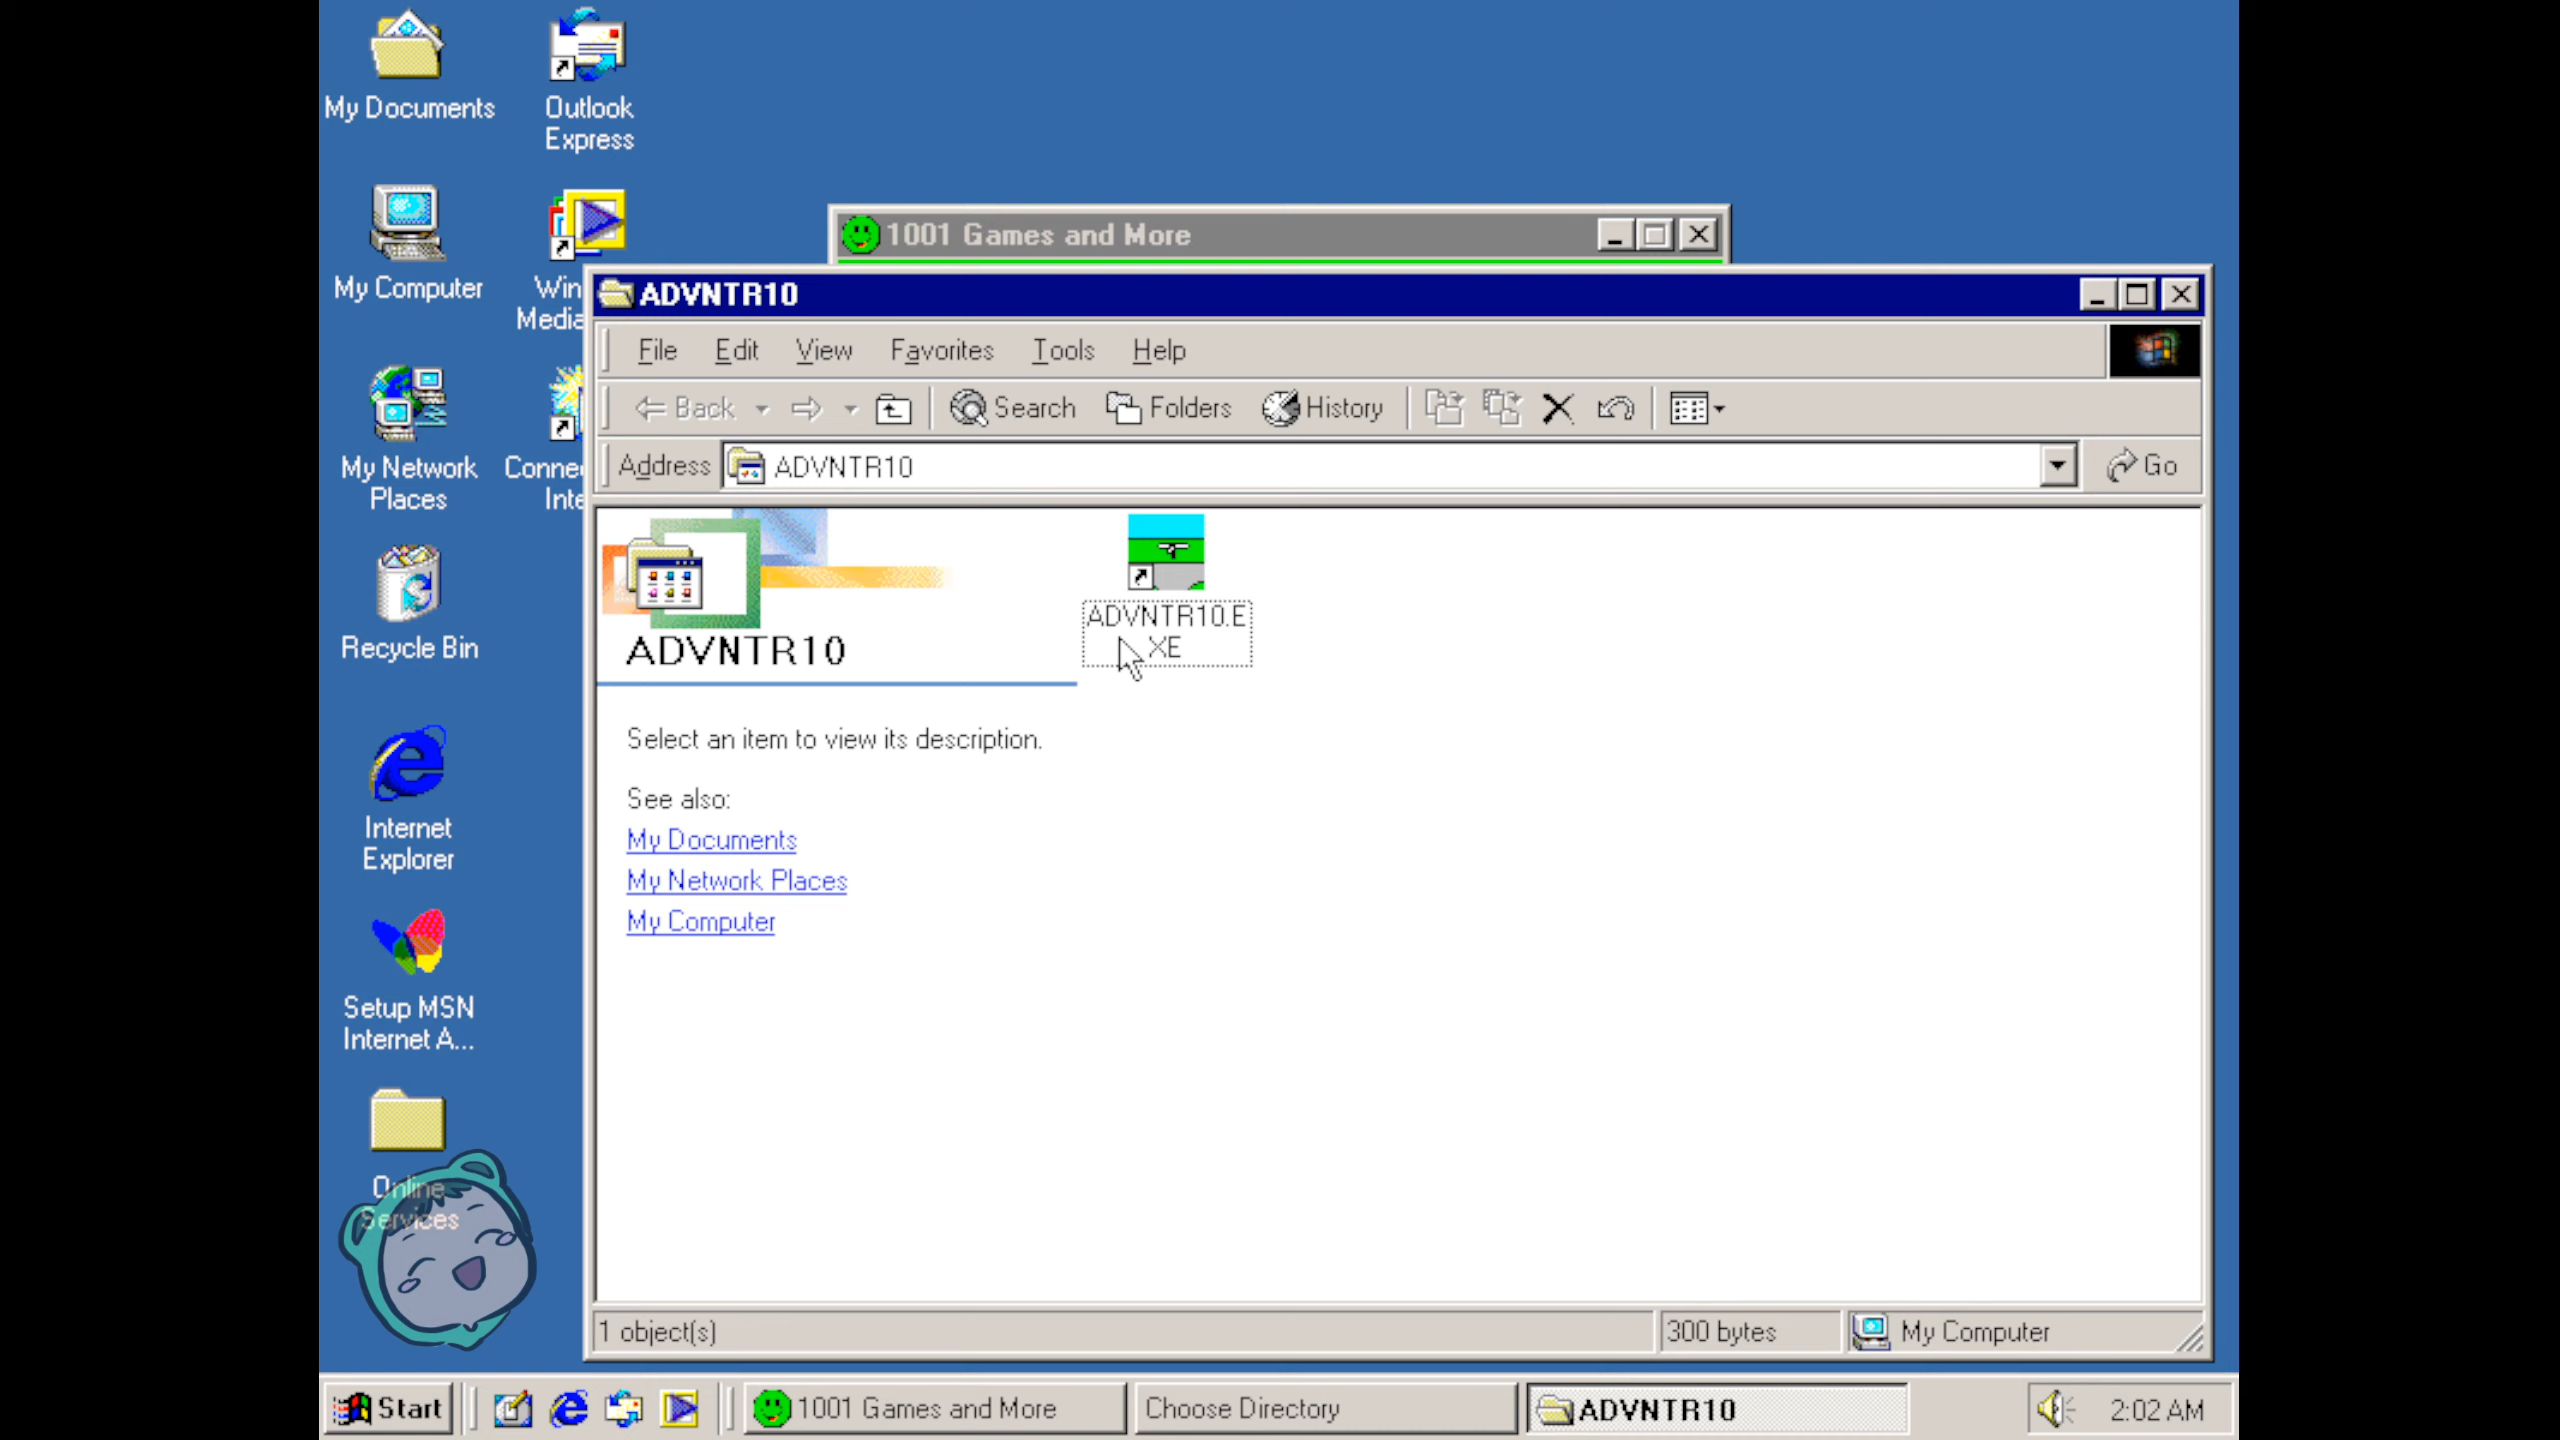 My Documents
Outlook
Express
My Computer
Win
Media
My Network
Places
Conne
Inte
Recycle Bin
Internet
Explorer
Setup MSN
Internet A...
Online
Services
1001 Games and More
ADVNTR10
File Edit View Favorites Tools Help
Back Search Folders History
Address ADVNTR10 Go
ADVNTR10
ADVNTR10.E
XE
Select an item to view its description.
See also:
My Documents
My Network Places
My Computer
1 object(s) 300 bytes My Computer
Start 1001 Games and More Choose Directory ADVNTR10 2:02 AM